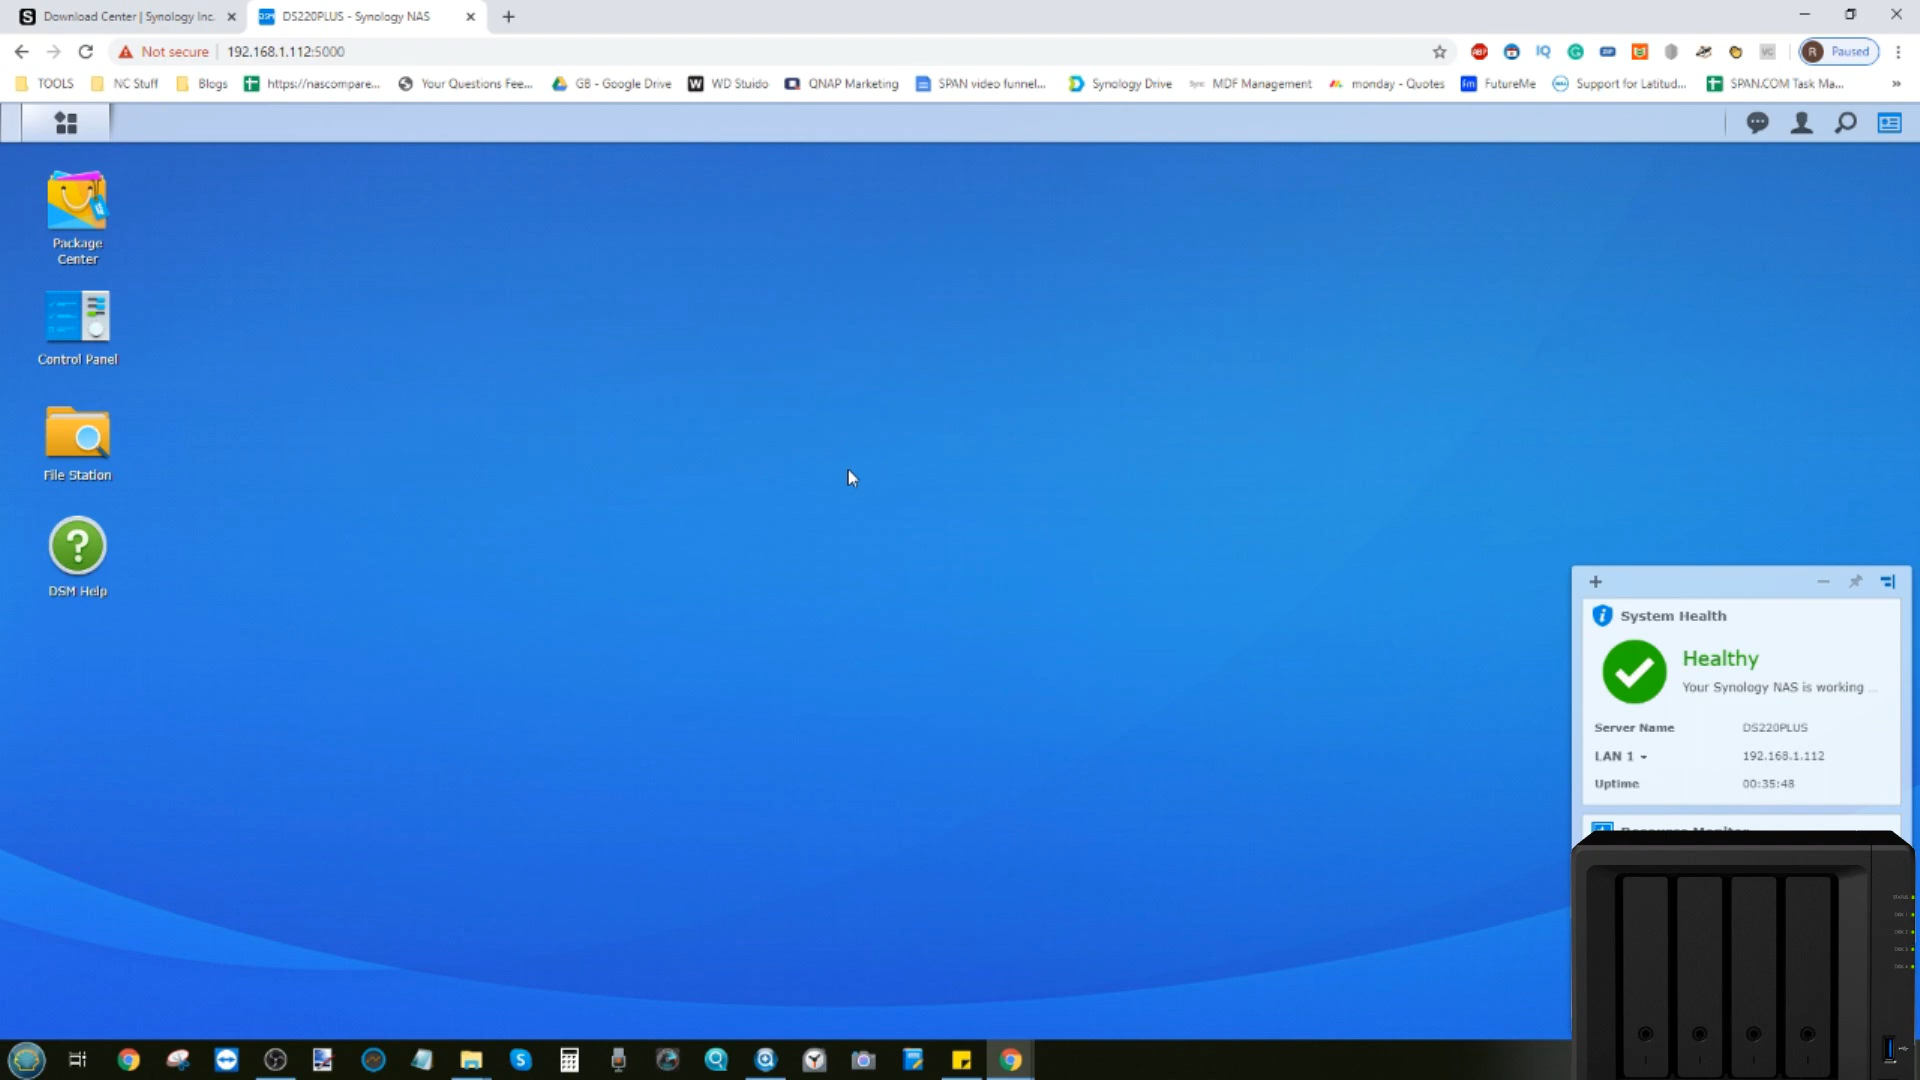 Download Center | Synology Inc.
DS220PLUS - Synology NAS
Not secure
192.168.1.112:5000
Paused
TOOLS
NC Stuff
Blogs
https://nascompare...
Your Questions Fee...
GB - Google Drive
WD Stuido
QNAP Marketing
SPAN video funnel...
Synology Drive
MDF Management
monday - Quotes
FutureMe
Support for Latitud...
SPAN.COM Task Ma...
Package
Center
Control Panel
File Station
DSM Help
System Health
Healthy
Your Synology NAS is working ...
Server Name DS220PLUS
LAN 1 192.168.1.112
Uptime 00:35:48